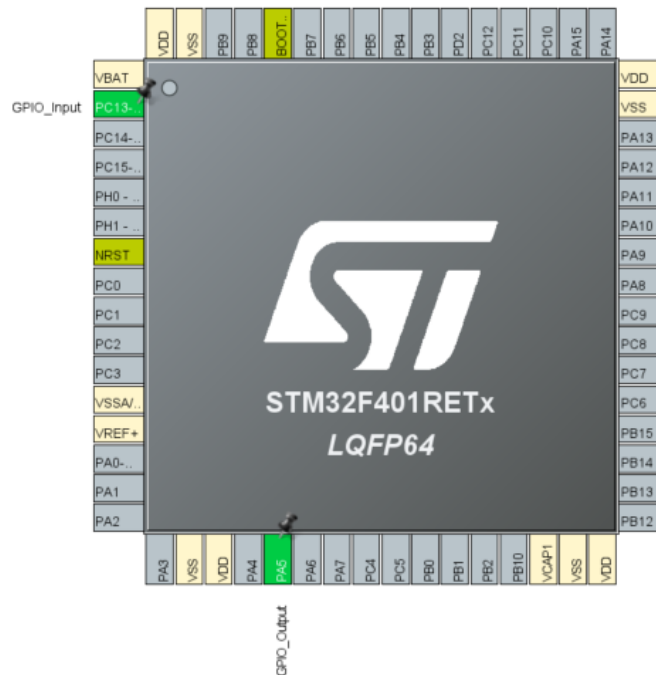 VDD
VSS
PB9
PB8
BOOT..
PB7
PB6
PB5
PB4
PB3
PD2
PC12
PC11
PC10
PA15
PA14
VBAT
GPIO_Input
PC13-..
PC14-..
PC15-..
PH0 - ..
PH1 - ..
NRST
PC0
PC1
PC2
PC3
VSSA/..
VREF+
PA0-..
PA1
PA2
VDD
VSS
PA13
PA12
PA11
PA10
PA9
PA8
PC9
PC8
PC7
PC6
PB15
PB14
PB13
PB12
ST
STM32F401RETx
LQFP64
PA3
VSS
VDD
PA4
PA5
PA6
PA7
PC4
PC5
PB0
PB1
PB2
PB10
VCAP1
VSS
VDD
GPIO_Output